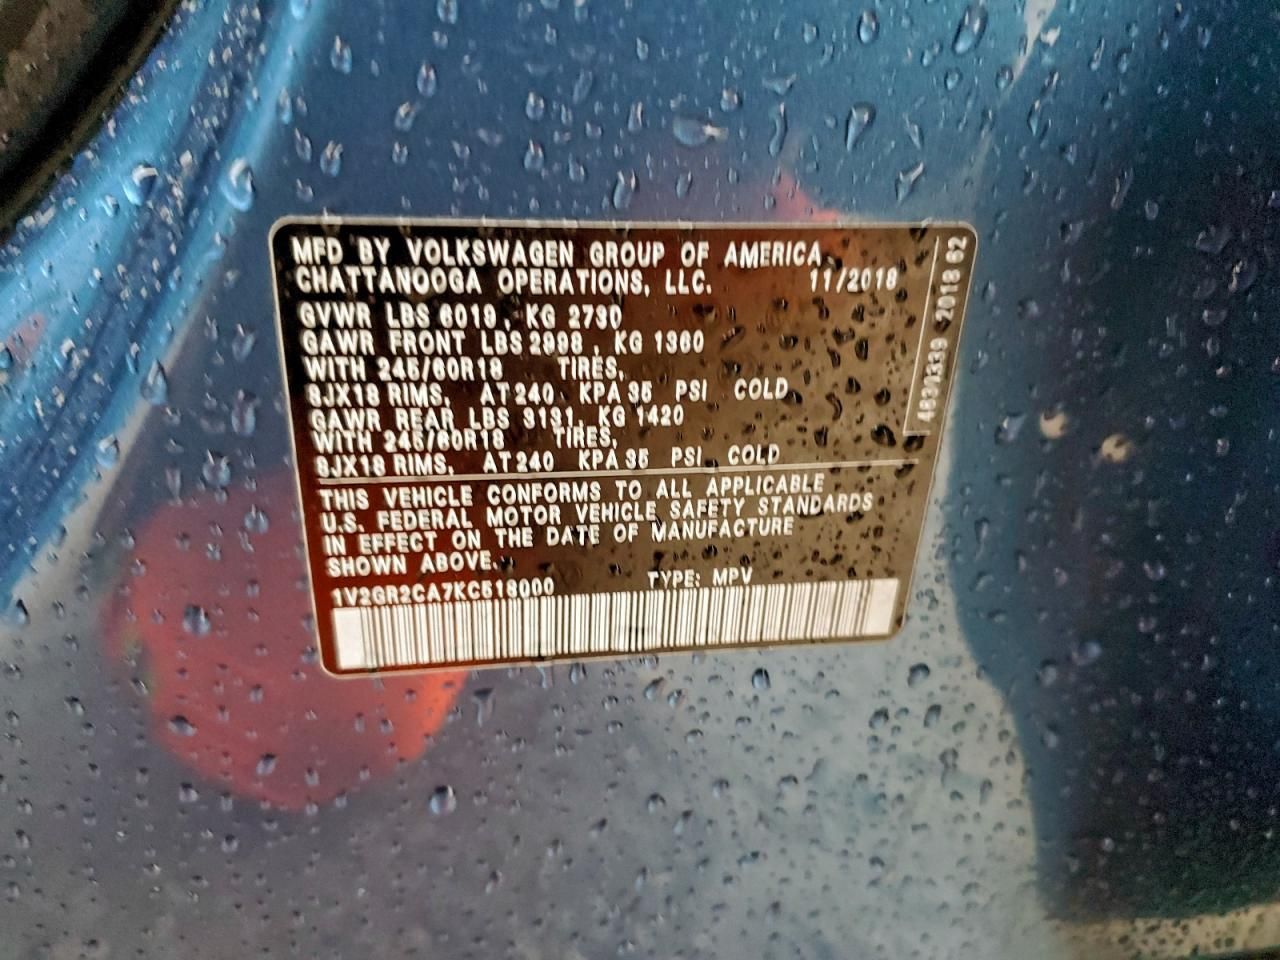 MFD BY VOLKSWAGEN GROUP OF AMERICA
CHATTANOOGA OPERATIONS, LLC. 11/2018
GVWR LBS 6019, KG 2730
GAWR FRONT LBS 2998, KG 1360
WITH 245/60R18 TIRES,
8JX18 RIMS, AT 240 KPA 35 PSI COLD
GAWR REAR LBS 3131, KG 1420
WITH 245/60R18 TIRES,
8JX18 RIMS, AT 240 KPA 35 PSI COLD
THIS VEHICLE CONFORMS TO ALL APPLICABLE
U.S. FEDERAL MOTOR VEHICLE SAFETY STANDARDS
IN EFFECT ON THE DATE OF MANUFACTURE
SHOWN ABOVE.
1V2GR2CA7KC518000 TYPE: MPV
4830339 2018 62